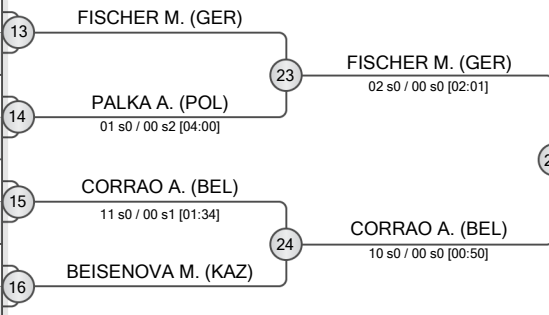 13
FISCHER M. (GER)
23
FISCHER M. (GER)
02 s0 / 00 s0 [02:01]
14
PALKA A. (POL)
01 s0 / 00 s2 [04:00]
15
CORRAO A. (BEL)
11 s0 / 00 s1 [01:34]
24
CORRAO A. (BEL)
10 s0 / 00 s0 [00:50]
16
BEISENOVA M. (KAZ)